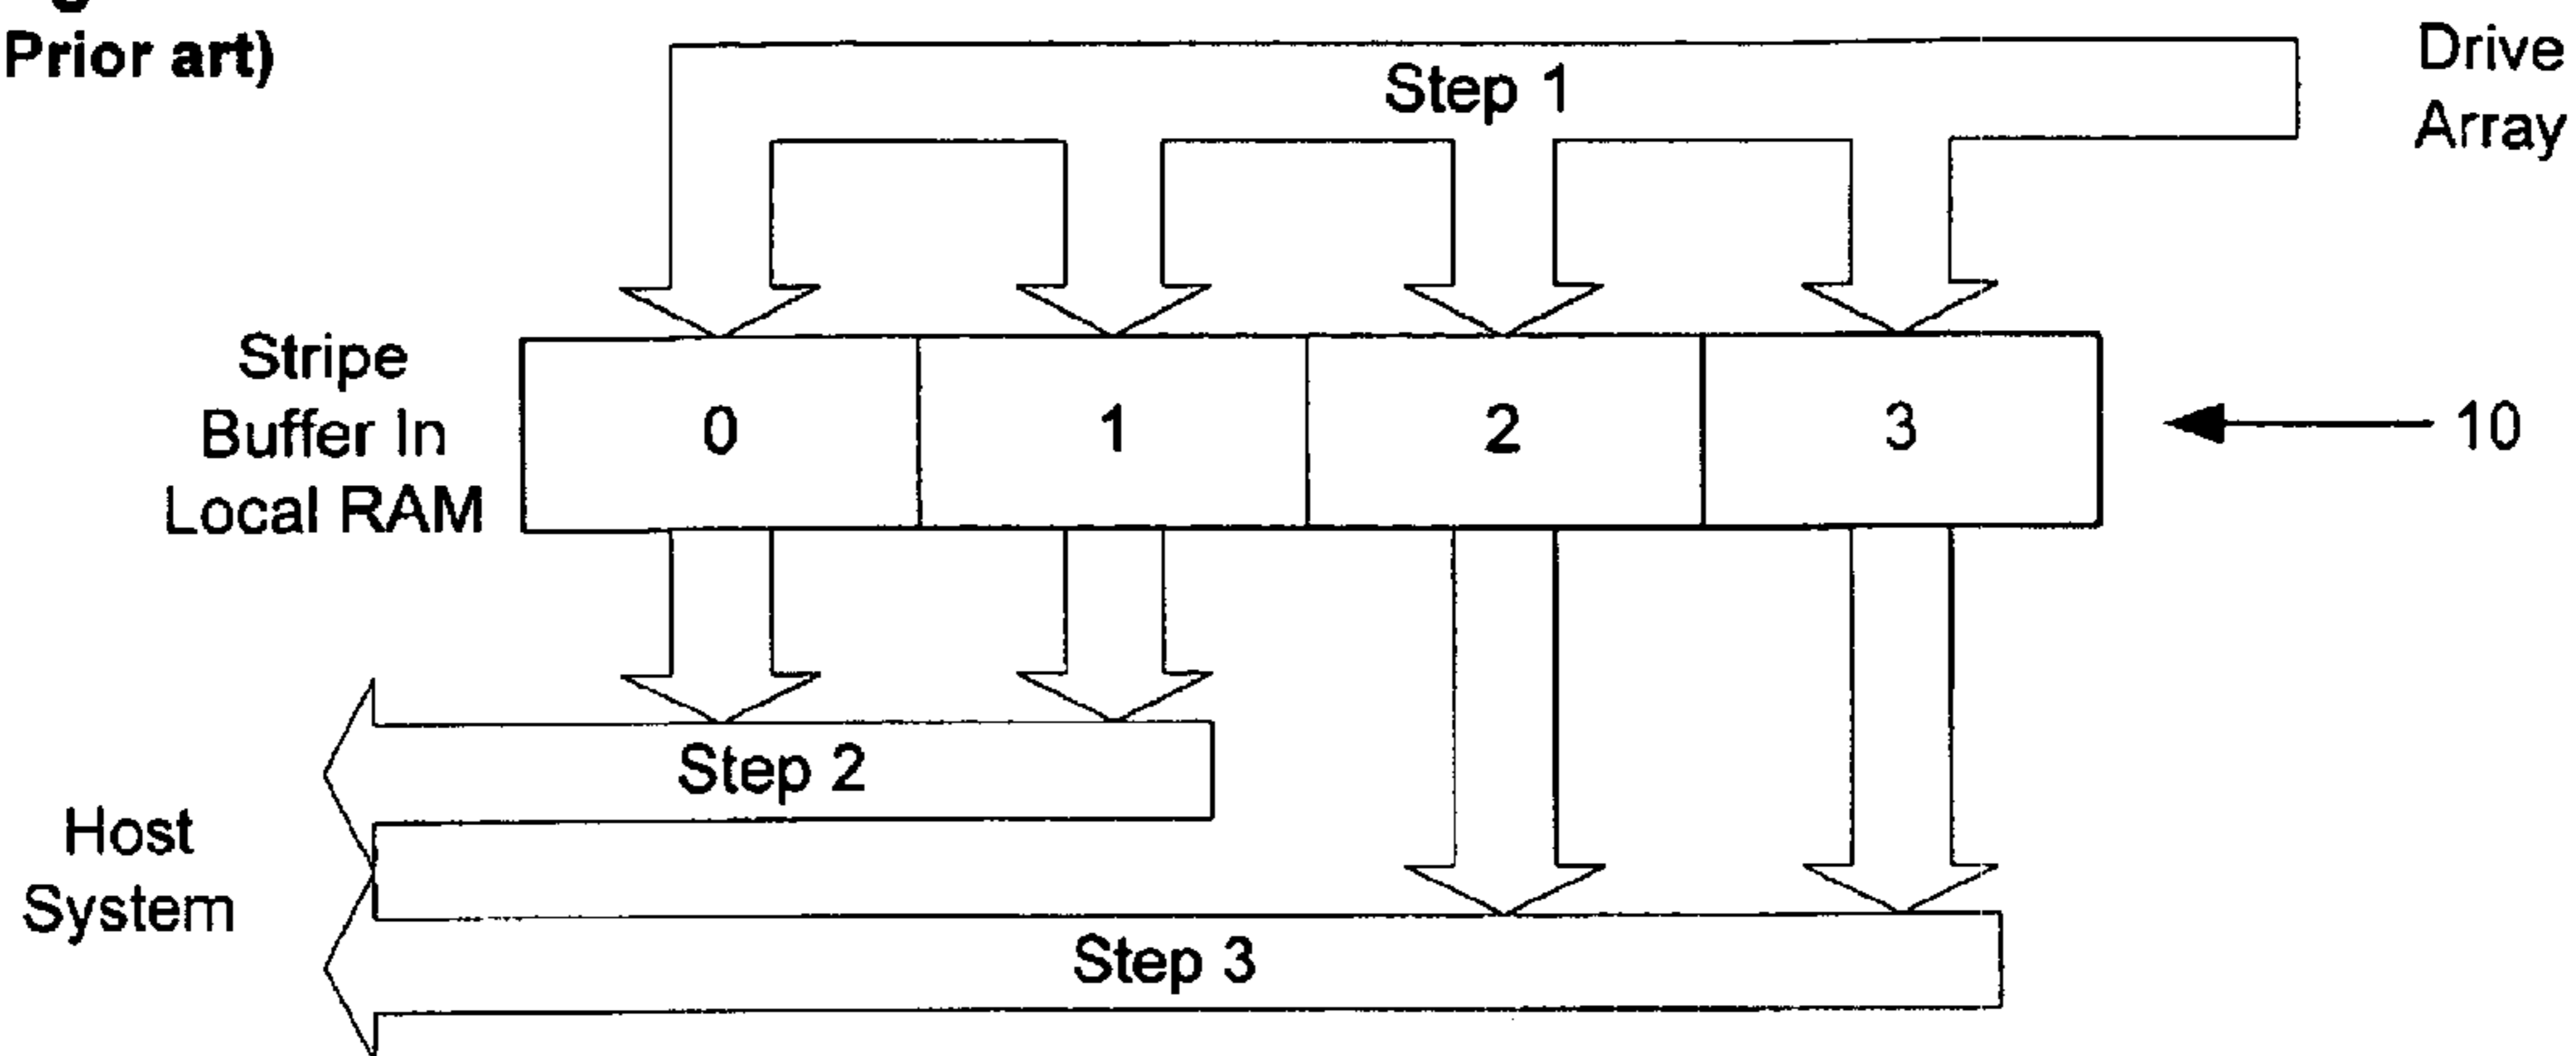 Prior art)
Drive
Array
Step 1
Stripe
Buffer In
Local RAM
0
1
2
3
10
Step 2
Host
System
Step 3